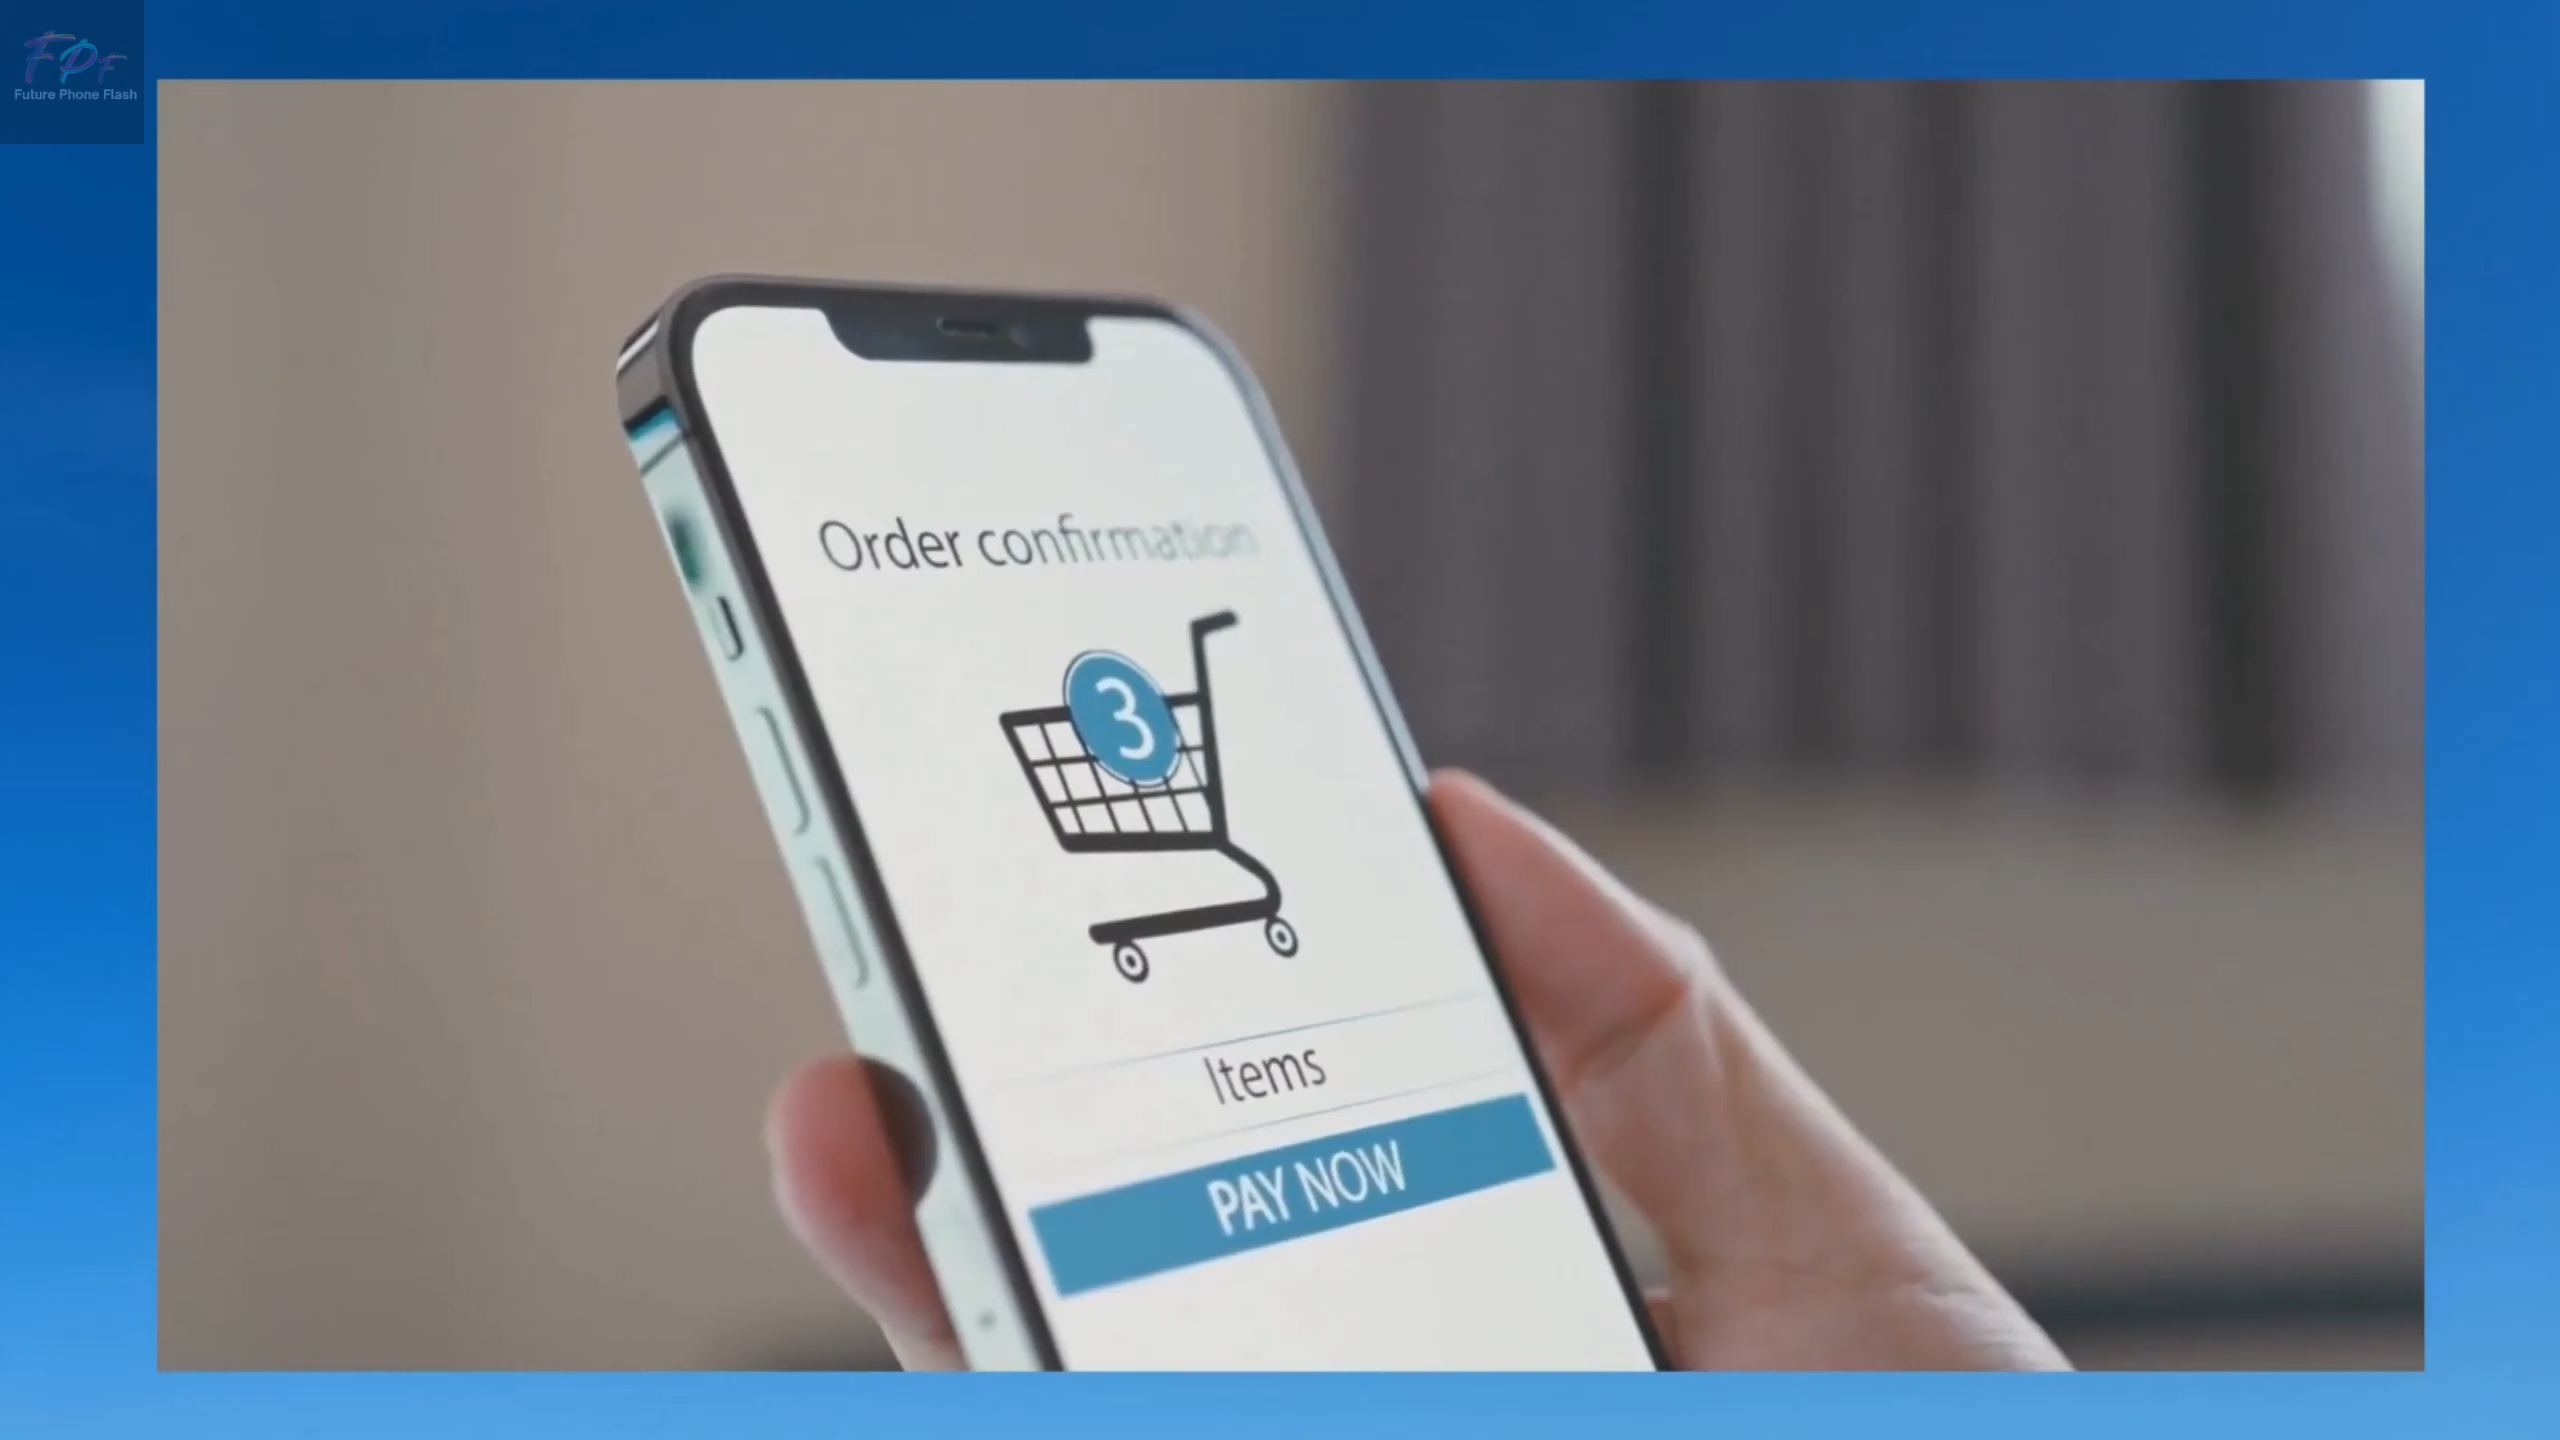 FPF
Future Phone Flash
Order confirmation
3
Items
PAY NOW